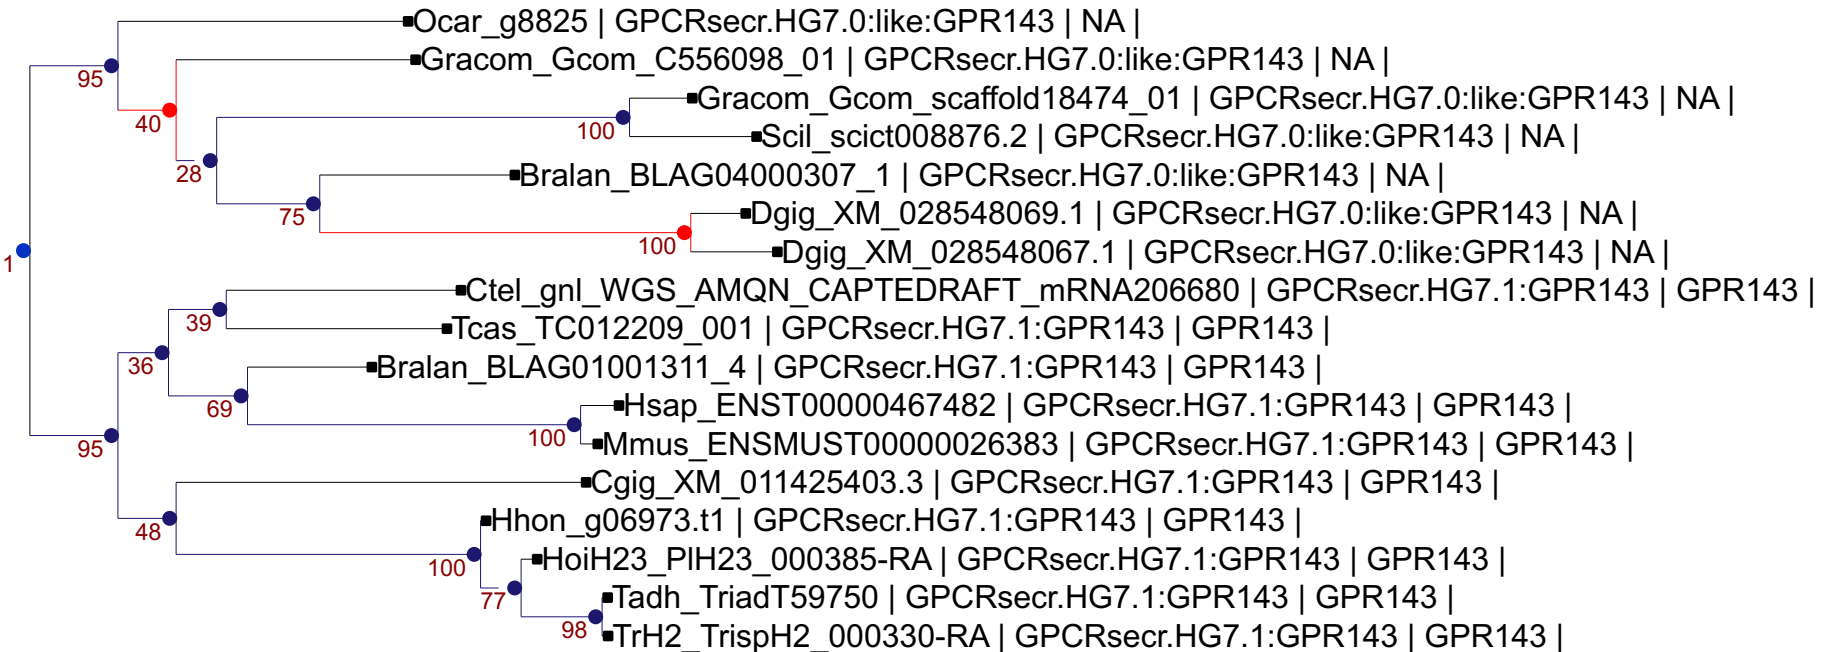 Ocar_g8825 | GPCRsecr.HG7.0:like:GPR143 | NA |
95
Gracom_Gcom_C556098_01 | GPCRsecr.HG7.0:like:GPR143 | NA |
40
Gracom_Gcom_scaffold18474_01 | GPCRsecr.HG7.0:like:GPR143 | NA |
100
Scil_scict008876.2 | GPCRsecr.HG7.0:like:GPR143 | NA |
28
Bralan_BLAG04000307_1 | GPCRsecr.HG7.0:like:GPR143 | NA |
75
Dgig_XM_028548069.1 | GPCRsecr.HG7.0:like:GPR143 | NA |
100
Dgig_XM_028548067.1 | GPCRsecr.HG7.0:like:GPR143 | NA |
1
Ctel_gnl_WGS_AMQN_CAPTEDRAFT_mRNA206680 | GPCRsecr.HG7.1:GPR143 | GPR143 |
39
Tcas_TC012209_001 | GPCRsecr.HG7.1:GPR143 | GPR143 |
36
Bralan_BLAG01001311_4 | GPCRsecr.HG7.1:GPR143 | GPR143 |
69
Hsap_ENST00000467482 | GPCRsecr.HG7.1:GPR143 | GPR143 |
100
Mmus_ENSMUST00000026383 | GPCRsecr.HG7.1:GPR143 | GPR143 |
95
Cgig_XM_011425403.3 | GPCRsecr.HG7.1:GPR143 | GPR143 |
48
Hhon_g06973.t1 | GPCRsecr.HG7.1:GPR143 | GPR143 |
100
HoiH23_PlH23_000385-RA | GPCRsecr.HG7.1:GPR143 | GPR143 |
77
Tadh_TriadT59750 | GPCRsecr.HG7.1:GPR143 | GPR143 |
98
TrH2_TrispH2_000330-RA | GPCRsecr.HG7.1:GPR143 | GPR143 |